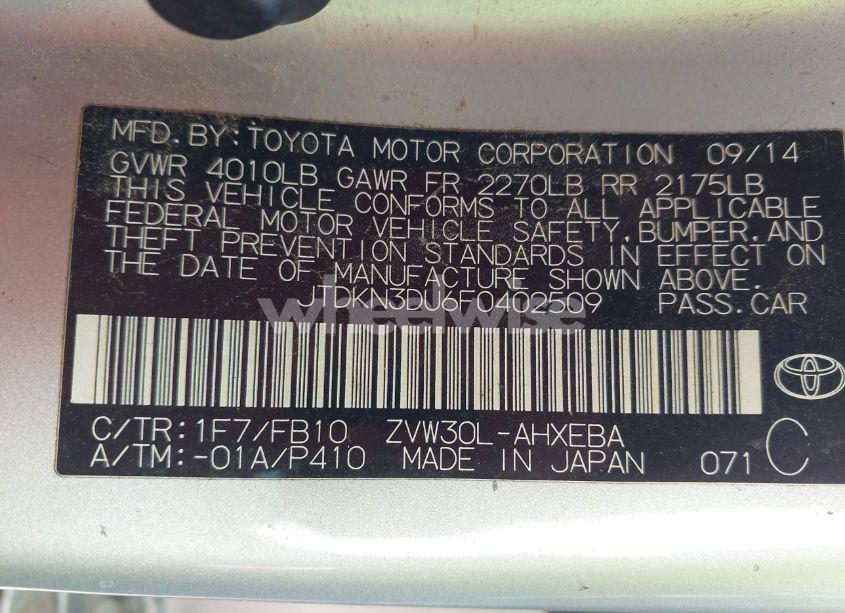 MFD.BY:TOYOTA MOTOR CORPORATION 09/14
GVWR 4010LB GAWR FR 2270LB RR 2175LB
THIS VEHICLE CONFORMS TO ALL APPLICABLE
FEDERAL MOTOR VEHICLE SAFETY,BUMPER,AND
THEFT PREVENTION STANDARDS IN EFFECT ON
THE DATE OF MANUFACTURE SHOWN ABOVE.
JTDKN3DU6F0402509 PASS.CAR
wheelwise
C/TR:1F7/FB10 ZVW30L-AHXEBA
A/TM:-01A/P410 MADE IN JAPAN 071 C